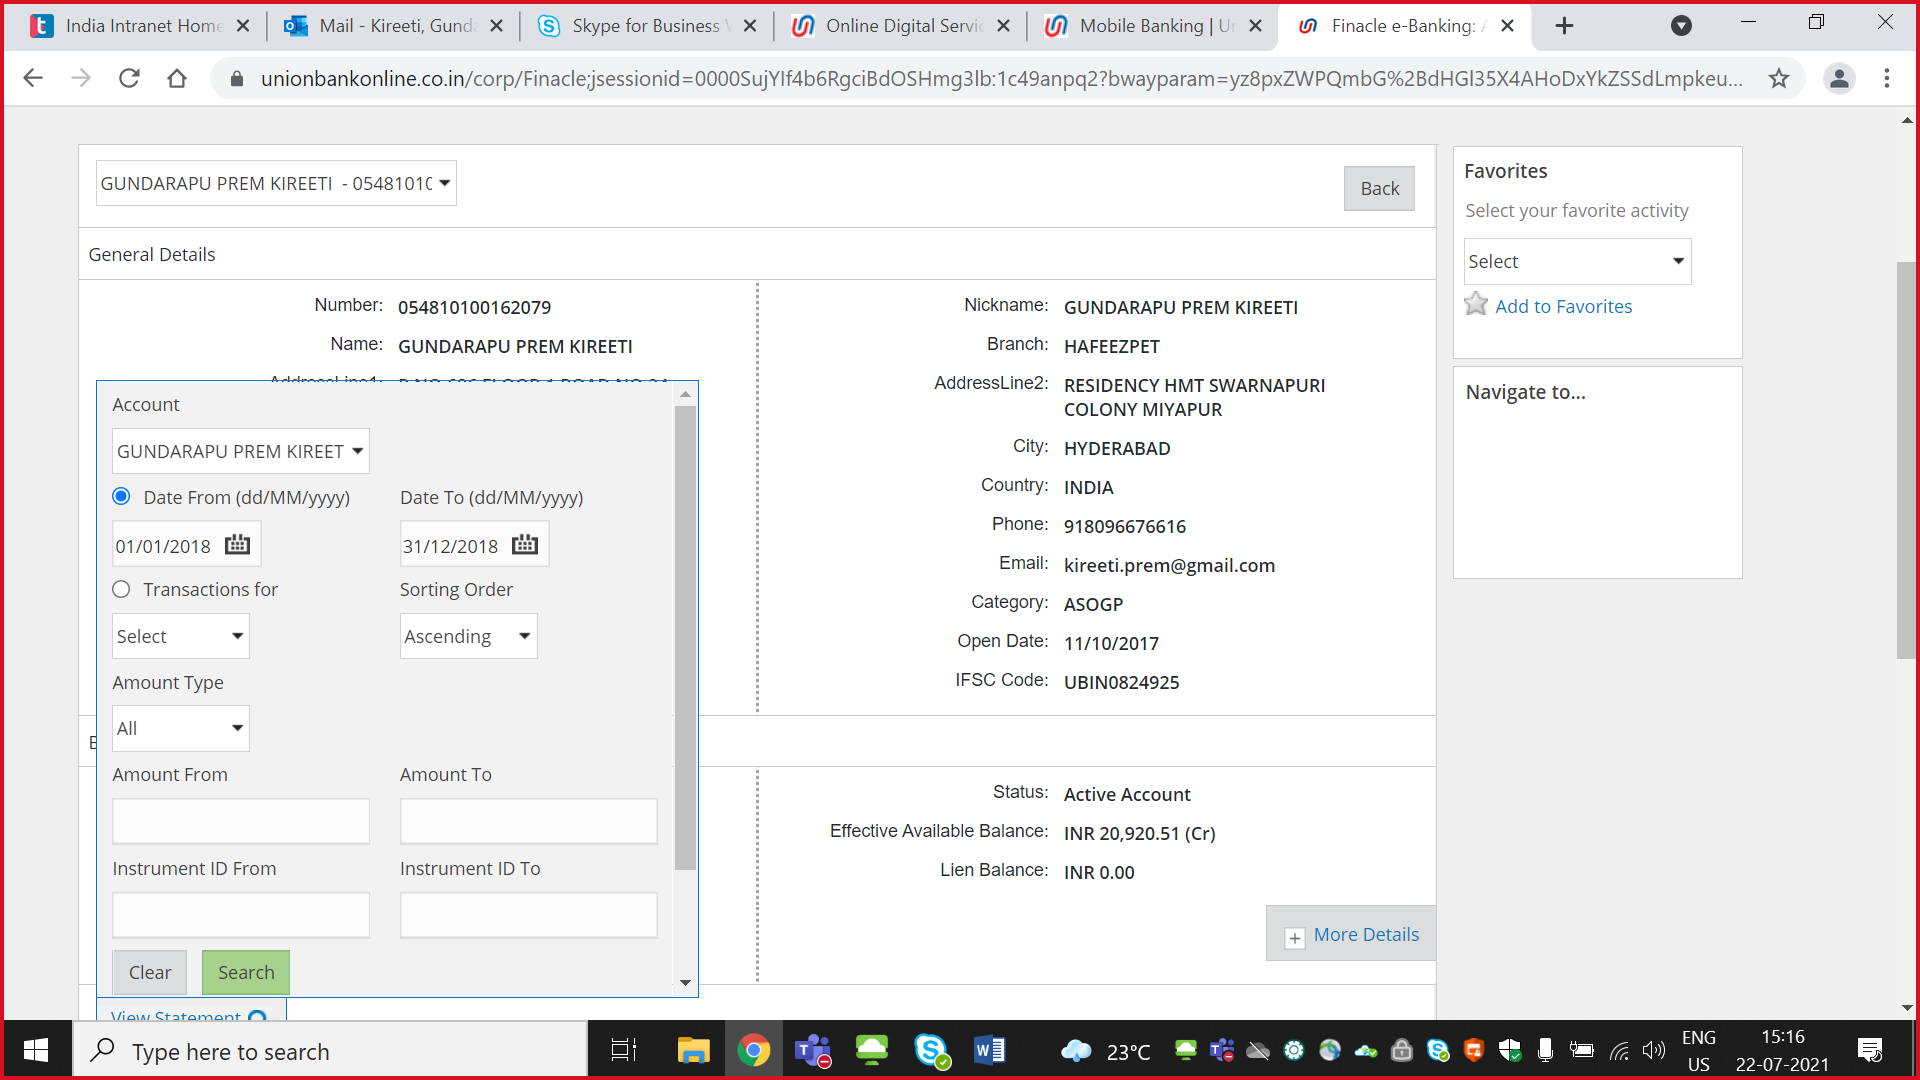 India Intranet Home
Mail - Kireeti, Gunda
Skype for Business
Online Digital Servic
Mobile Banking | Un
Finacle e-Banking: A
unionbankonline.co.in/corp/Finacle;jsessionid=0000SujYIf4b6RgciBdOSHmg3lb:1c49anpq2?bwayparam=yz8pxZWPQmbG%2BdHGl35X4AHoDxYkZSSdLmpkeu...
GUNDARAPU PREM KIREETI - 0548101C
Back
General Details
Number: 054810100162079
Name: GUNDARAPU PREM KIREETI
Nickname: GUNDARAPU PREM KIREETI
Branch: HAFEEZPET
AddressLine2: RESIDENCY HMT SWARNAPURI
COLONY MIYAPUR
City: HYDERABAD
Country: INDIA
Phone: 918096676616
Email: kireeti.prem@gmail.com
Category: ASOGP
Open Date: 11/10/2017
IFSC Code: UBIN0824925
Status: Active Account
Effective Available Balance: INR 20,920.51 (Cr)
Lien Balance: INR 0.00
More Details
Account
GUNDARAPU PREM KIREET
Date From (dd/MM/yyyy) Date To (dd/MM/yyyy)
01/01/2018 31/12/2018
Transactions for Sorting Order
Select Ascending
Amount Type
All
Amount From Amount To
Instrument ID From Instrument ID To
Clear Search
View Statement
Favorites
Select your favorite activity
Select
Add to Favorites
Navigate to...
Type here to search
23°C
ENG
US
15:16
22-07-2021